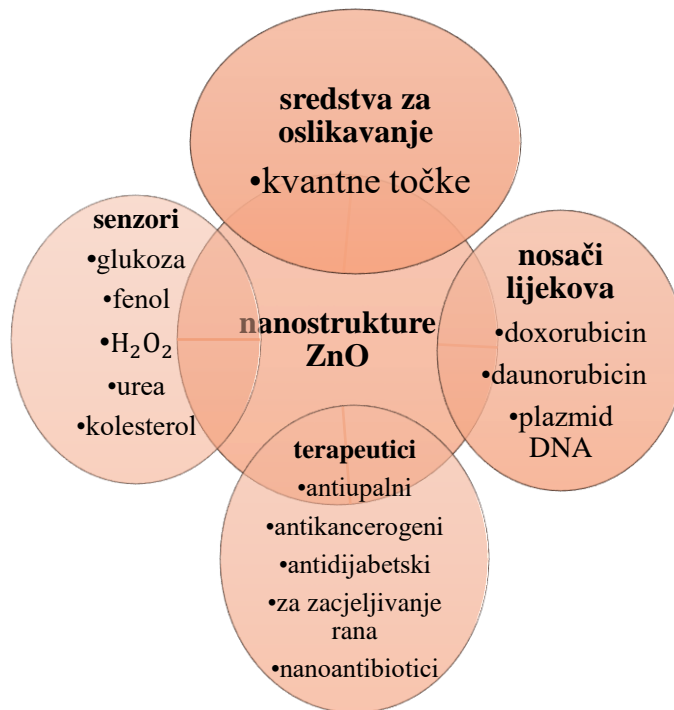 sredstva za
oslikavanje
•kvantne točke
senzori
•glukoza
•fenol
•H₂O₂
•urea
•kolesterol
nanostrukture
ZnO
nosači
lijekova
•doxorubicin
•daunorubicin
•plazmid
DNA
terapeutici
•antiupalni
•antikancerogeni
•antidijabetski
•za zacjeljivanje
rana
•nanoantibiotici